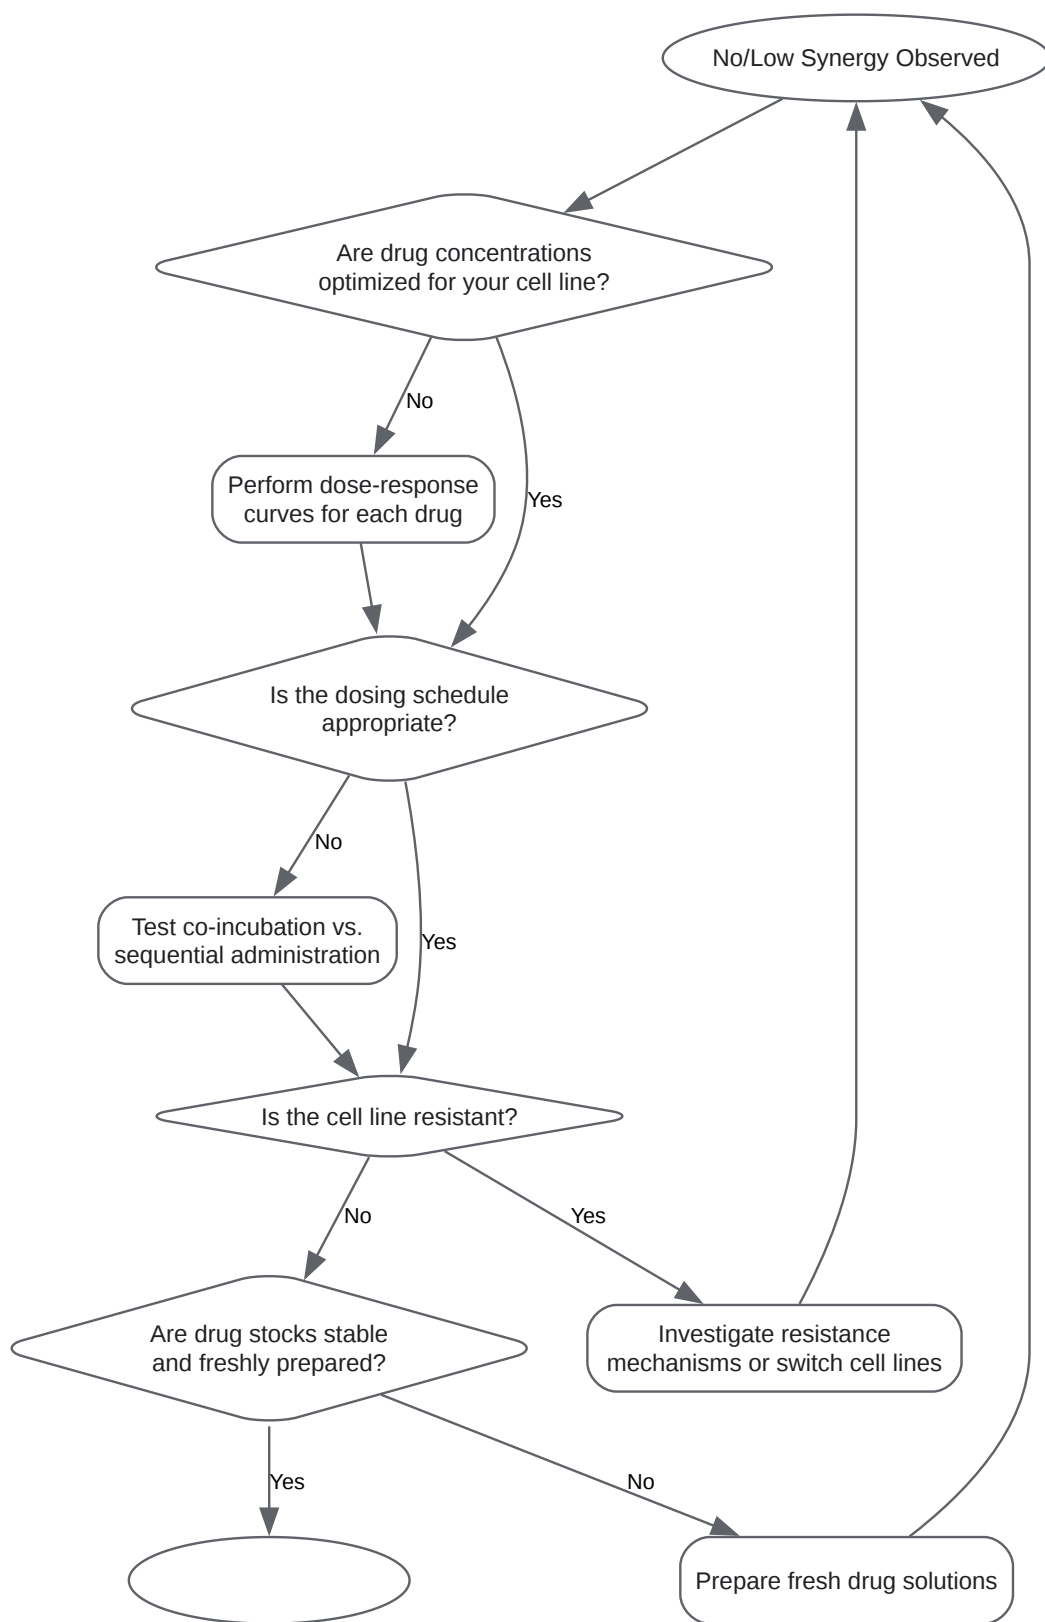 No/Low Synergy Observed
Are drug concentrations
optimized for your cell line?
No
Perform dose-response
curves for each drug
Yes
Is the dosing schedule
appropriate?
No
Test co-incubation vs.
sequential administration
Yes
Is the cell line resistant?
No
Yes
Are drug stocks stable
and freshly prepared?
Investigate resistance
mechanisms or switch cell lines
Yes
No
Prepare fresh drug solutions